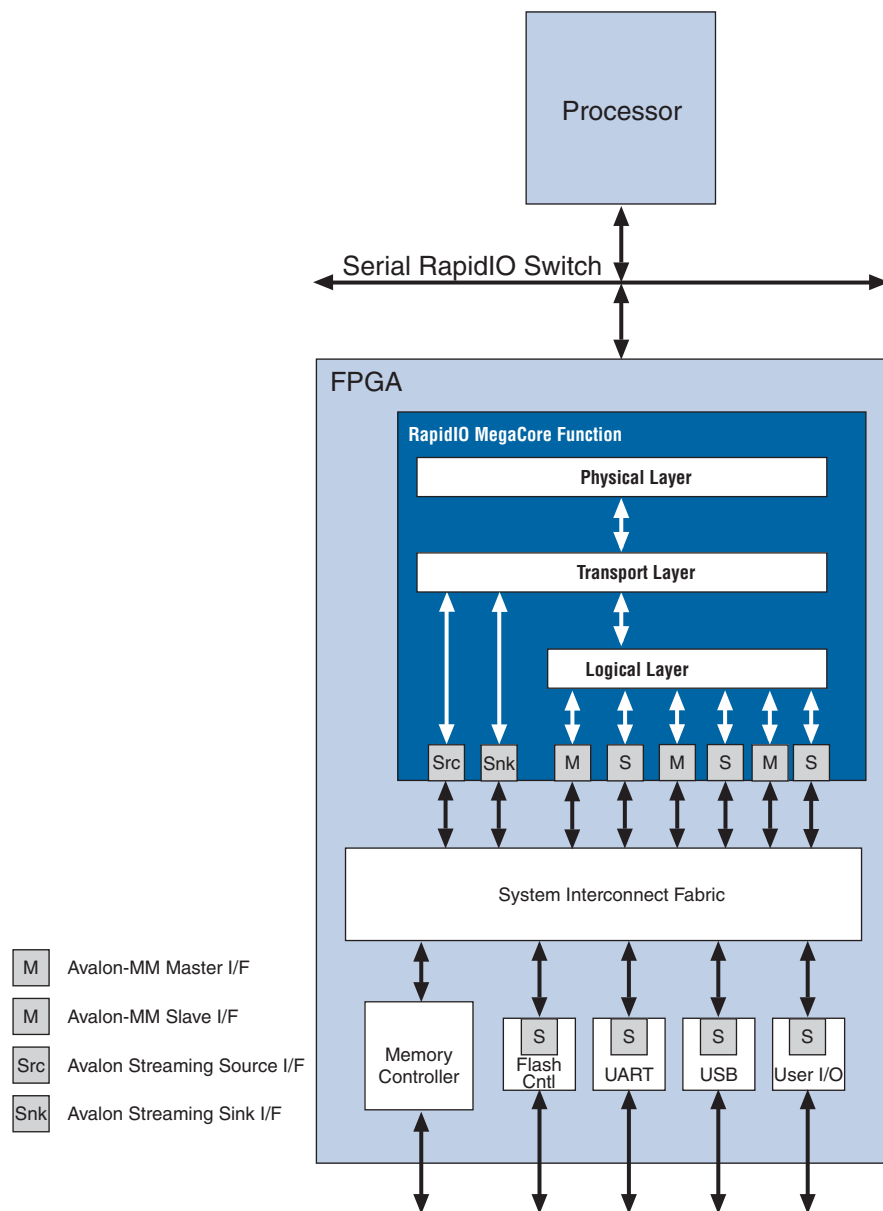 Processor
Serial RapidIO Switch
FPGA
RapidIO MegaCore Function
Physical Layer
Transport Layer
Logical Layer
Src
Snk
M
S
M
S
M
S
System Interconnect Fabric
M
Avalon-MM Master I/F
M
Avalon-MM Slave I/F
Src
Avalon Streaming Source I/F
Snk
Avalon Streaming Sink I/F
Memory
Controller
S
Flash
Cntl
S
UART
S
USB
S
User I/O